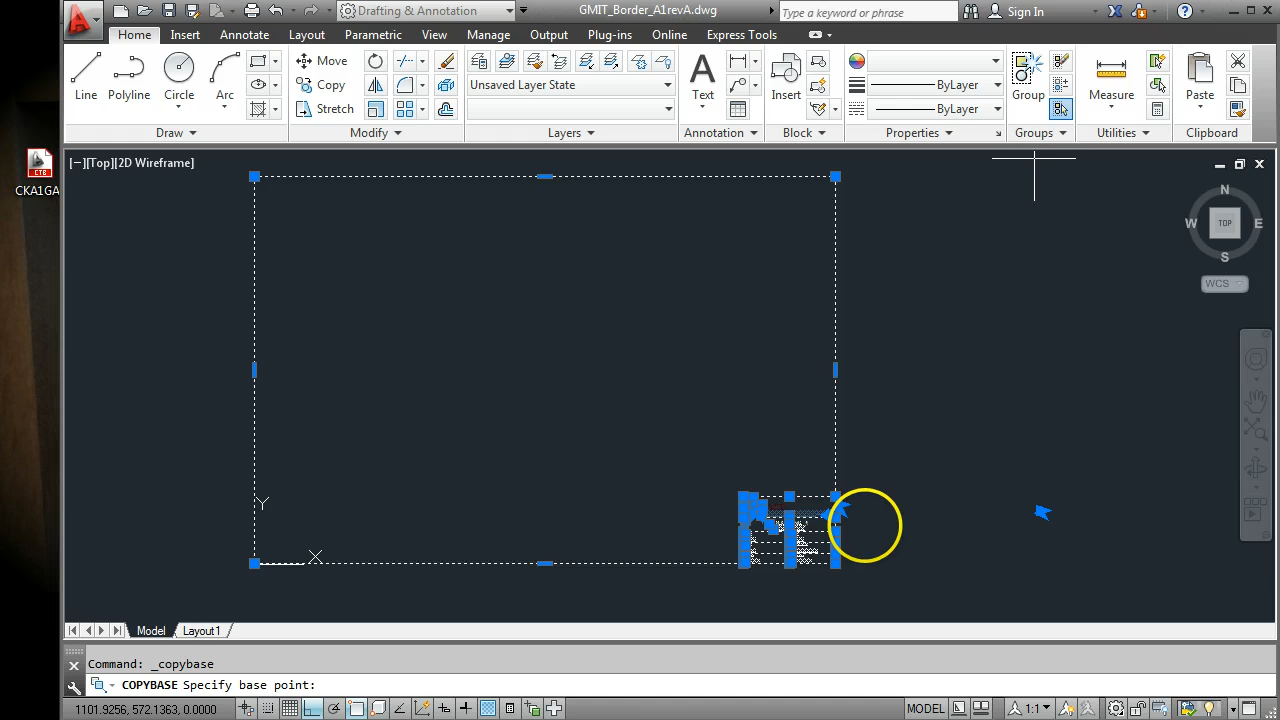 Drafting & Annotation
GMIT_Border_A1revA.dwg
Type a keyword or phrase
Sign In
Home Insert Annotate Layout Parametric View Manage Output Plug-ins Online Express Tools
Line Polyline Circle Arc
Move
Copy
Stretch
Unsaved Layer State
Text
Insert
ByLayer
ByLayer
Group
Measure
Paste
Draw Modify Layers Annotation Block Properties Groups Utilities Clipboard
[−][Top][2D Wireframe]
CTB
CKA1GA
N
W TOP E
S
WCS
Y
X
Model Layout1
Command: _copybase
COPYBASE Specify base point:
1101.9256, 572.1363, 0.0000
MODEL
1:1